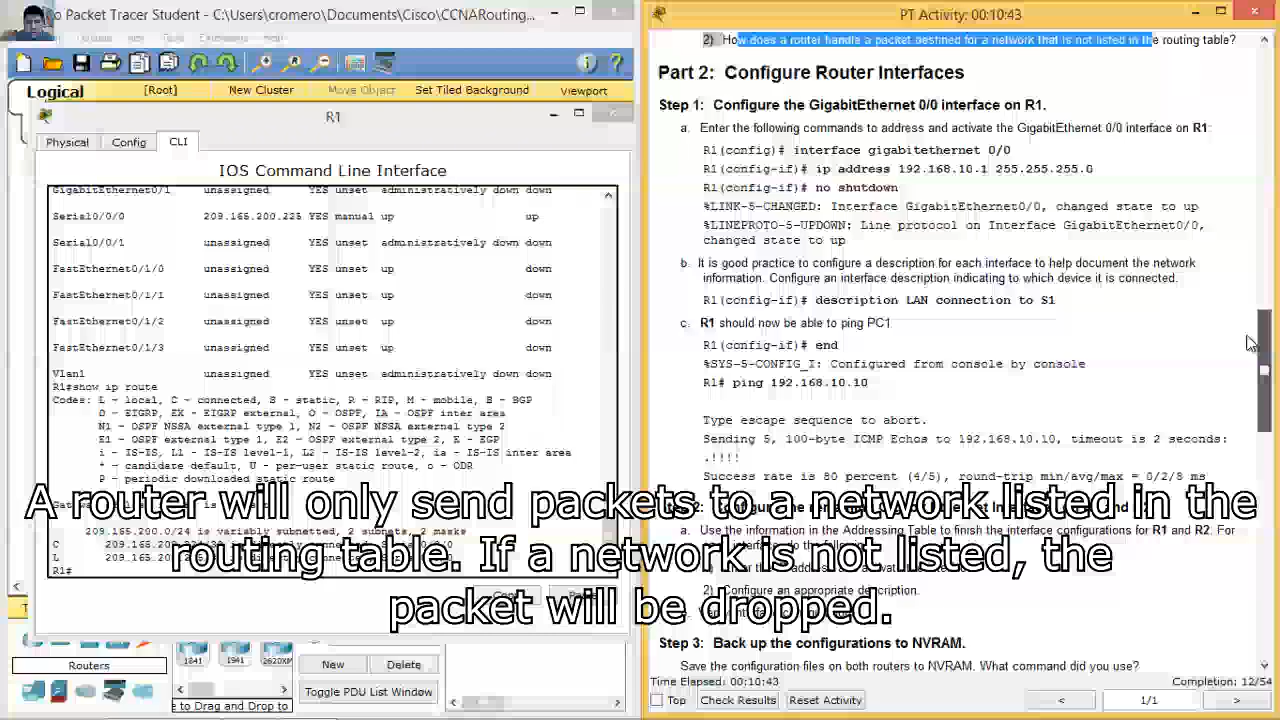 co Packet Tracer Student - C:\Users\cromero\Documents\Cisco\CCNARouting...
Logical
[Root]
New Cluster
Move Object
Set Tiled Background
Viewport
R1
Physical
Config
CLI
IOS Command Line Interface
GigabitEthernet0/1 unassigned YES unset administratively down down
Serial0/0/0 209.165.200.225 YES manual up up
Serial0/0/1 unassigned YES unset administratively down down
FastEthernet0/1/0 unassigned YES unset up down
FastEthernet0/1/1 unassigned YES unset up down
FastEthernet0/1/2 unassigned YES unset up down
FastEthernet0/1/3 unassigned YES unset up down
Vlan1 unassigned YES unset administratively down down
R1#show ip route
Codes: L - local, C - connected, S - static, R - RIP, M - mobile, B - BGP
D - EIGRP, EX - EIGRP external, O - OSPF, IA - OSPF inter area
N1 - OSPF NSSA external type 1, N2 - OSPF NSSA external type 2
E1 - OSPF external type 1, E2 - OSPF external type 2, E - EGP
i - IS-IS, L1 - IS-IS level-1, L2 - IS-IS level-2, ia - IS-IS inter area
* - candidate default, U - per-user static route, o - ODR
P - periodic downloaded static route
209.165.200.0/24 is variably subnetted, 2 subnets, 2 masks
C
L
R1#
Routers
1841
1941
2620XM
New
Delete
Toggle PDU List Window
e to Drag and Drop to
PT Activity: 00:10:43
2) How does a router handle a packet destined for a network that is not listed in the routing table?
Part 2: Configure Router Interfaces
Step 1: Configure the GigabitEthernet 0/0 interface on R1.
a. Enter the following commands to address and activate the GigabitEthernet 0/0 interface on R1:
R1(config)# interface gigabitethernet 0/0
R1(config-if)# ip address 192.168.10.1 255.255.255.0
R1(config-if)# no shutdown
%LINK-5-CHANGED: Interface GigabitEthernet0/0, changed state to up
%LINEPROTO-5-UPDOWN: Line protocol on Interface GigabitEthernet0/0,
changed state to up
b. It is good practice to configure a description for each interface to help document the network
information. Configure an interface description indicating to which device it is connected.
R1(config-if)# description LAN connection to S1
c. R1 should now be able to ping PC1.
R1(config-if)# end
%SYS-5-CONFIG_I: Configured from console by console
R1# ping 192.168.10.10
Type escape sequence to abort.
Sending 5, 100-byte ICMP Echos to 192.168.10.10, timeout is 2 seconds:
.!!!!
Success rate is 80 percent (4/5), round-trip min/avg/max = 0/2/8 ms
a. Use the information in the Addressing Table to finish the interface configurations for R1 and R2. For
2) Configure an appropriate description.
Step 3: Back up the configurations to NVRAM.
Save the configuration files on both routers to NVRAM. What command did you use?
Time Elapsed: 00:10:43
Completion: 12/54
Top
Check Results
Reset Activity
<
1/1
>
A router will only send packets to a network listed in the
routing table. If a network is not listed, the
packet will be dropped.